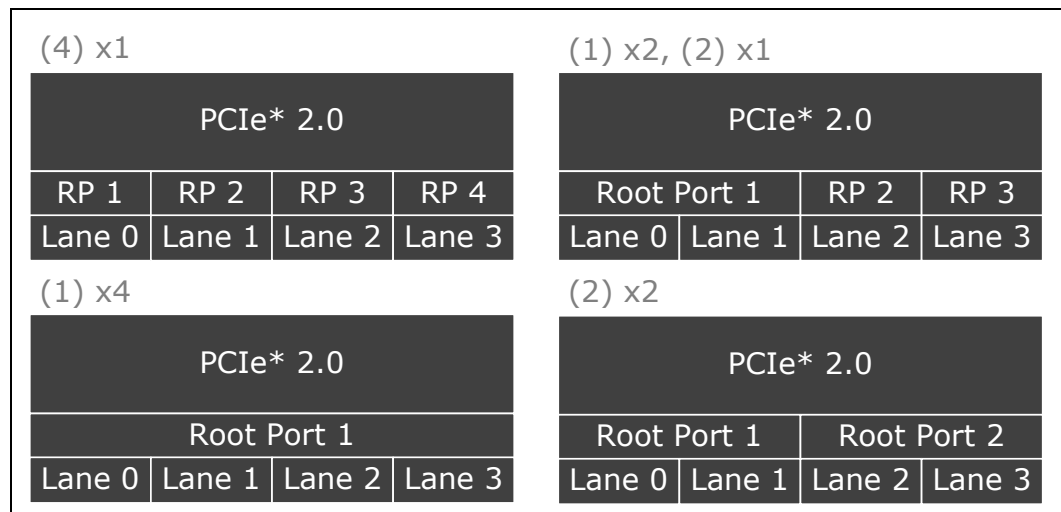 (4) x1
PCIe* 2.0
RP 1 RP 2 RP 3 RP 4
Lane 0 Lane 1 Lane 2 Lane 3
(1) x2, (2) x1
PCIe* 2.0
Root Port 1 RP 2 RP 3
Lane 0 Lane 1 Lane 2 Lane 3
(1) x4
PCIe* 2.0
Root Port 1
Lane 0 Lane 1 Lane 2 Lane 3
(2) x2
PCIe* 2.0
Root Port 1 Root Port 2
Lane 0 Lane 1 Lane 2 Lane 3